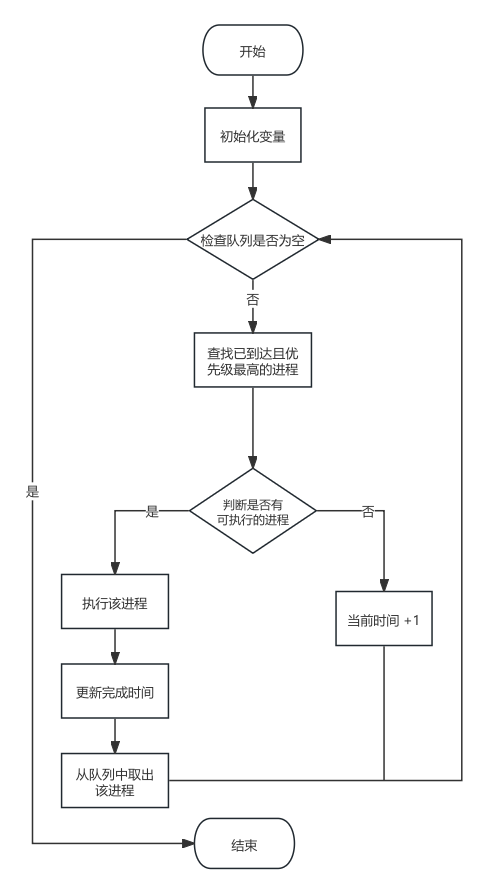 开始
初始化变量
检查队列是否为空
否
查找已到达且优
先级最高的进程
是
判断是否有
可执行的进程
是
否
执行该进程
当前时间 +1
更新完成时间
从队列中取出
该进程
结束